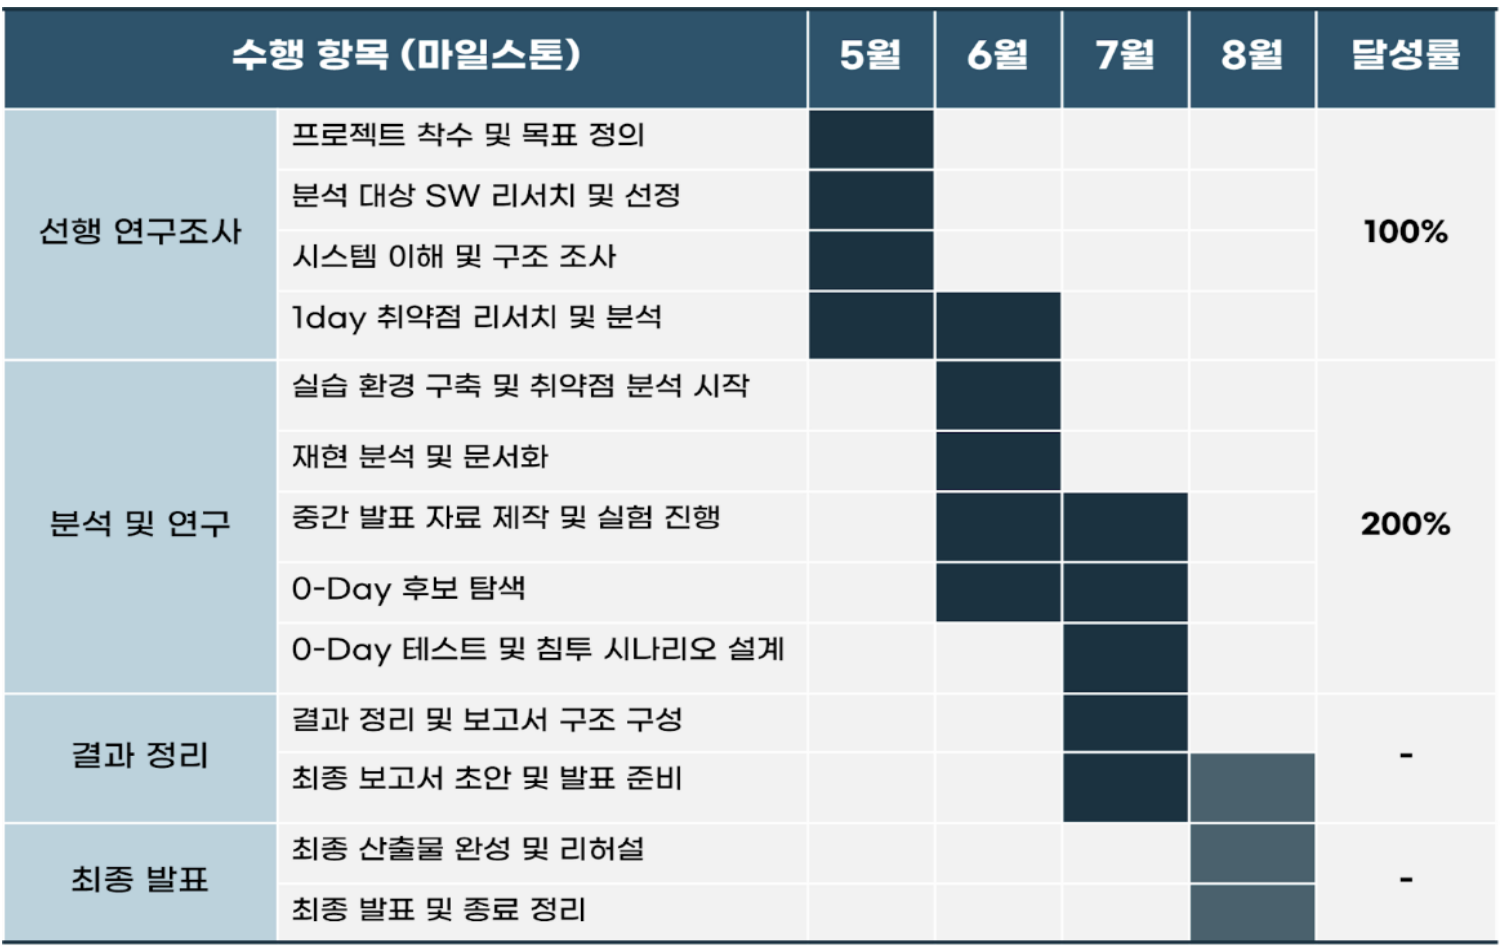 수행 항목 (마일스톤) 5월 6월 7월 8월 달성률
선행 연구조사
프로젝트 착수 및 목표 정의
분석 대상 SW 리서치 및 선정
시스템 이해 및 구조 조사
1day 취약점 리서치 및 분석
100%
분석 및 연구
실습 환경 구축 및 취약점 분석 시작
재현 분석 및 문서화
중간 발표 자료 제작 및 실험 진행
0-Day 후보 탐색
0-Day 테스트 및 침투 시나리오 설계
200%
결과 정리
결과 정리 및 보고서 구조 구성
최종 보고서 초안 및 발표 준비
-
최종 발표
최종 산출물 완성 및 리허설
최종 발표 및 종료 정리
-